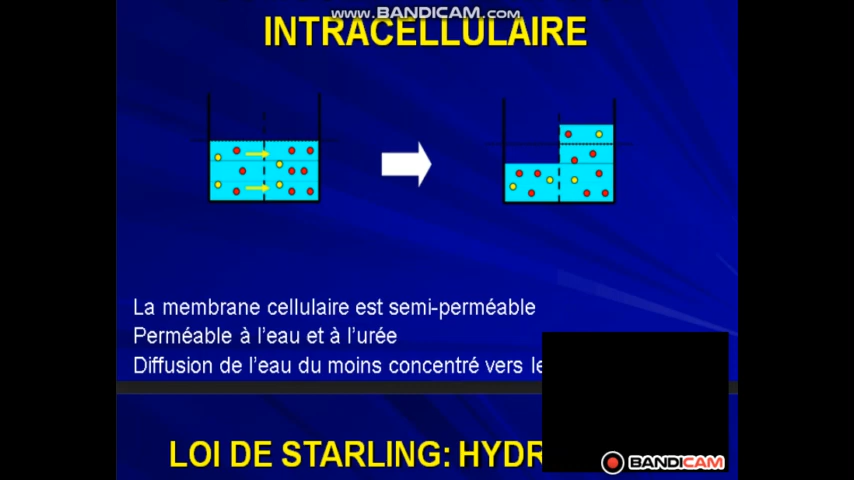 www.BANDICAM.com
INTRACELLULAIRE
La membrane cellulaire est semi-perméable
Perméable à l'eau et à l'urée
Diffusion de l'eau du moins concentré vers le
LOI DE STARLING: HYDR
BANDICAM